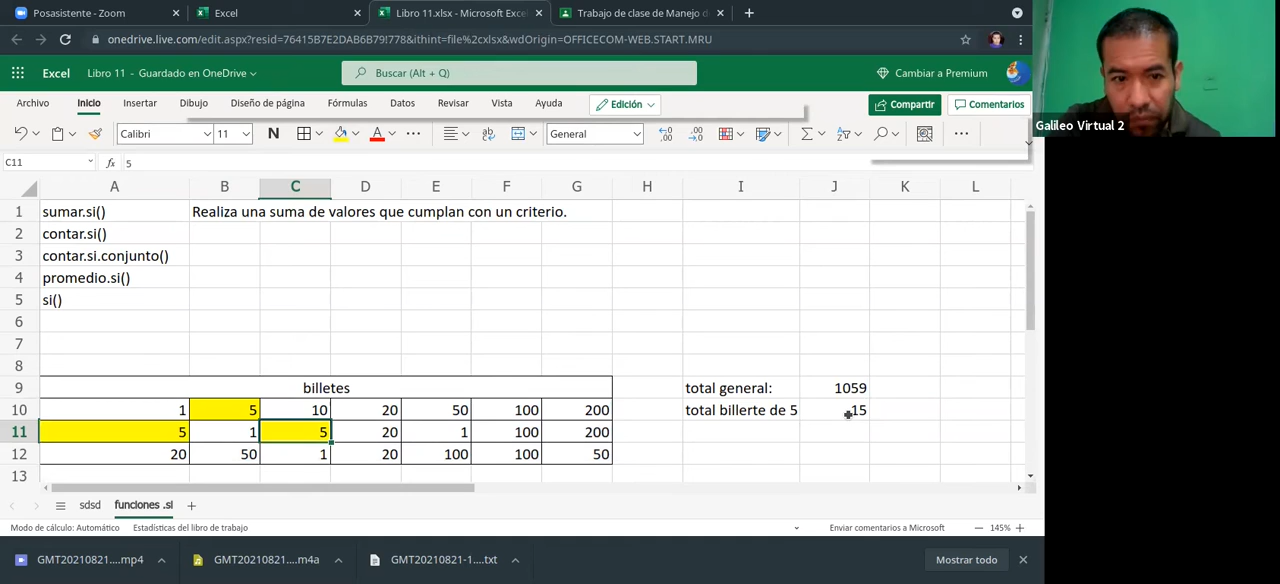 Posasistente - Zoom
Excel
Libro 11.xlsx - Microsoft Exce
Trabajo de clase de Manejo d
onedrive.live.com/edit.aspx?resid=76415B7E2DAB6B79!778&ithint=file%2cxlsx&wdOrigin=OFFICECOM-WEB.START.MRU
Excel Libro 11 - Guardado en OneDrive
Buscar (Alt + Q)
Cambiar a Premium
Archivo Inicio Insertar Dibujo Diseño de página Fórmulas Datos Revisar Vista Ayuda Edición Compartir Comentarios
Calibri 11 N A General
C11 fx 5
A B C D E F G H I J K L
1 sumar.si() Realiza una suma de valores que cumplan con un criterio.
2 contar.si()
3 contar.si.conjunto()
4 promedio.si()
5 si()
6
7
8
9 billetes total general: 1059
10 1 5 10 20 50 100 200 total billerte de 5 15
11 5 1 5 20 1 100 200
12 20 50 1 20 100 100 50
13
sdsd funciones .si
Modo de cálculo: Automático Estadísticas del libro de trabajo Enviar comentarios a Microsoft 145%
GMT20210821....mp4 GMT20210821....m4a GMT20210821-1....txt Mostrar todo
Galileo Virtual 2